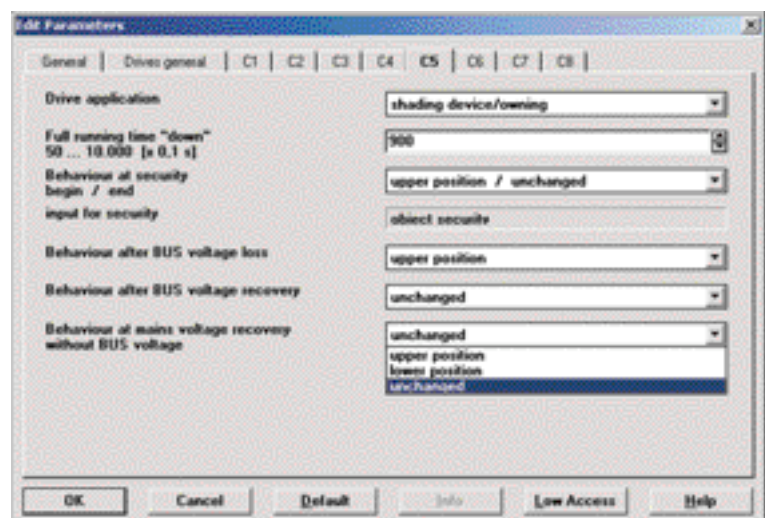 Edit Parameters
General Drives general C1 C2 C3 C4 C5 C6 C7 C8
Drive application
shading device/owning
Full running time "down"
50 ... 10.000 [x 0,1 s]
900
Behaviour at security
begin / end
upper position / unchanged
input for security
object security
Behaviour after BUS voltage loss
upper position
Behaviour after BUS voltage recovery
unchanged
Behaviour at mains voltage recovery
without BUS voltage
unchanged
upper position
lower position
unchanged
OK Cancel Default Info Low Access Help